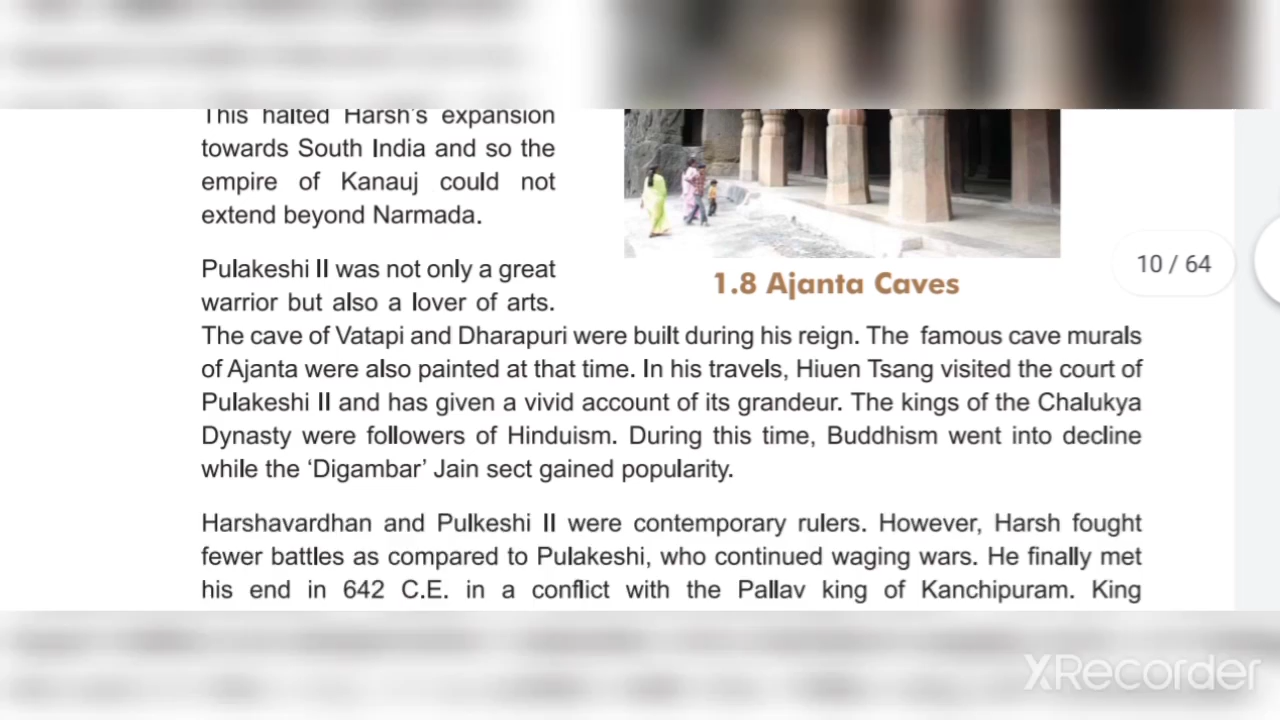 This halted Harsh's expansion
towards South India and so the
empire of Kanauj could not
extend beyond Narmada.
10 / 64
1.8 Ajanta Caves
Pulakeshi II was not only a great
warrior but also a lover of arts.
The cave of Vatapi and Dharapuri were built during his reign. The famous cave murals
of Ajanta were also painted at that time. In his travels, Hiuen Tsang visited the court of
Pulakeshi II and has given a vivid account of its grandeur. The kings of the Chalukya
Dynasty were followers of Hinduism. During this time, Buddhism went into decline
while the ‘Digambar’ Jain sect gained popularity.
Harshavardhan and Pulkeshi II were contemporary rulers. However, Harsh fought
fewer battles as compared to Pulakeshi, who continued waging wars. He finally met
his end in 642 C.E. in a conflict with the Pallav king of Kanchipuram. King
XRecorder